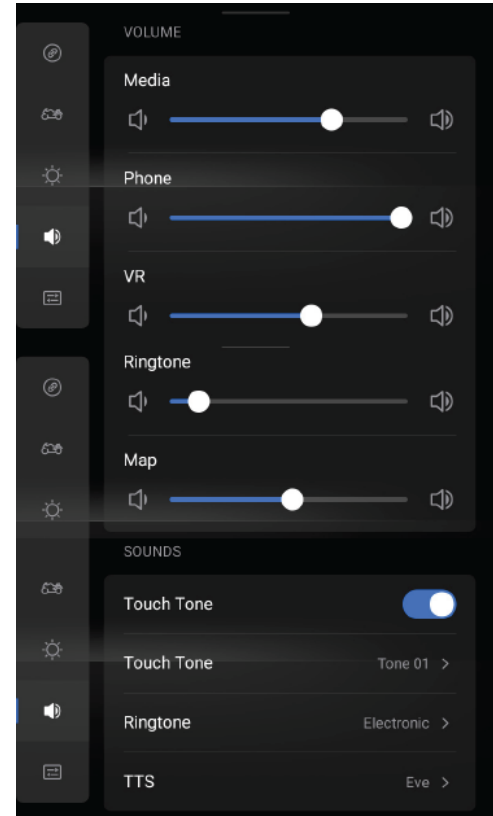 VOLUME
Media
Phone
VR
Ringtone
Map
SOUNDS
Touch Tone
Touch Tone Tone 01 >
Ringtone Electronic >
TTS Eve >